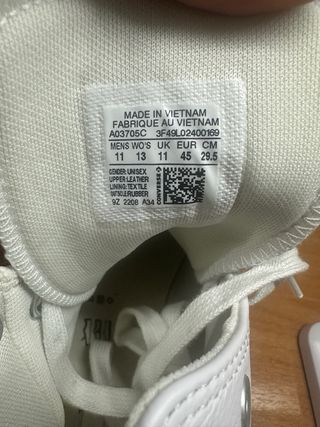 MADE IN VIETNAM
FABRIQUE AU VIETNAM
A03705C 3F49L02400169
MENS WO'S UK EUR CM
11 13 11 45 29.5
GENDER:UNISEX
UPPER:LEATHER
LINING:TEXTILE
OUTSOLE:RUBBER
9Z 2208 A34
CONVERSE